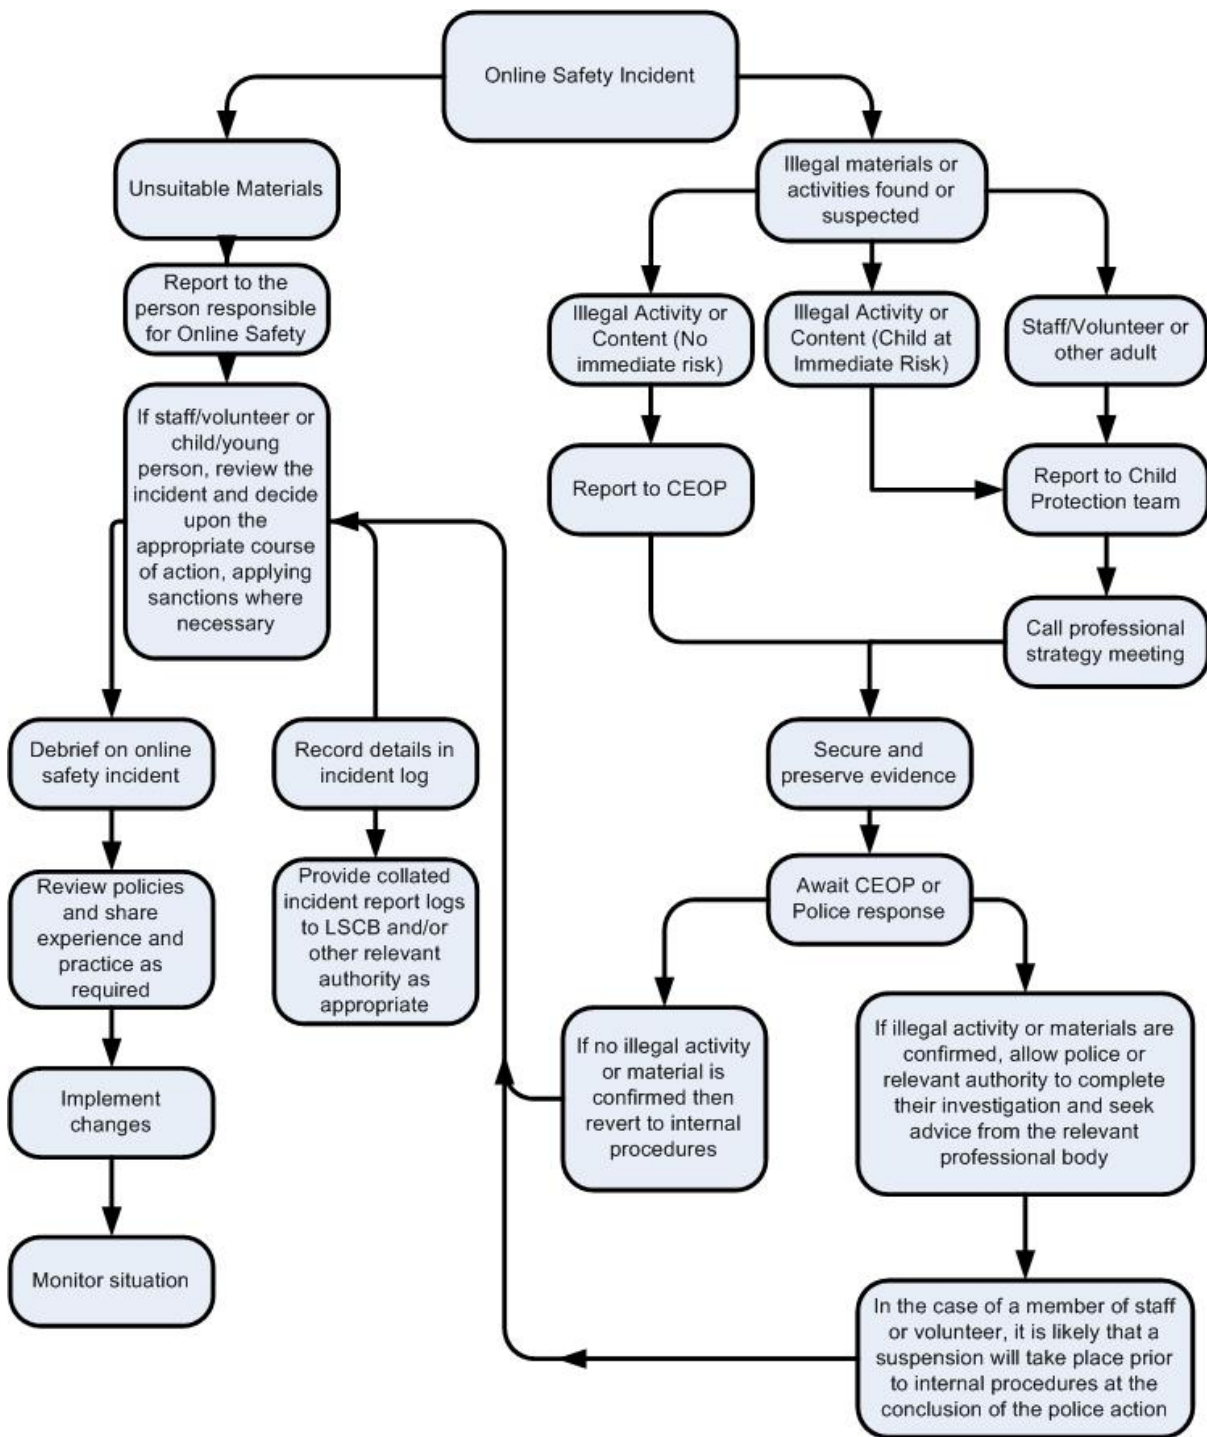 Online Safety Incident
Unsuitable Materials
Illegal materials or
activities found or
suspected
Report to the
person responsible
for Online Safety
Illegal Activity or
Content (No
immediate risk)
Illegal Activity or
Content (Child at
Immediate Risk)
Staff/Volunteer or
other adult
If staff/volunteer or
child/young
person, review the
incident and decide
upon the
appropriate course
of action, applying
sanctions where
necessary
Report to CEOP
Report to Child
Protection team
Call professional
strategy meeting
Debrief on online
safety incident
Record details in
incident log
Secure and
preserve evidence
Review policies
and share
experience and
practice as
required
Provide collated
incident report logs
to LSCB and/or
other relevant
authority as
appropriate
Await CEOP or
Police response
If no illegal activity
or material is
confirmed then
revert to internal
procedures
If illegal activity or materials are
confirmed, allow police or
relevant authority to complete
their investigation and seek
advice from the relevant
professional body
Implement
changes
Monitor situation
In the case of a member of staff
or volunteer, it is likely that a
suspension will take place prior
to internal procedures at the
conclusion of the police action